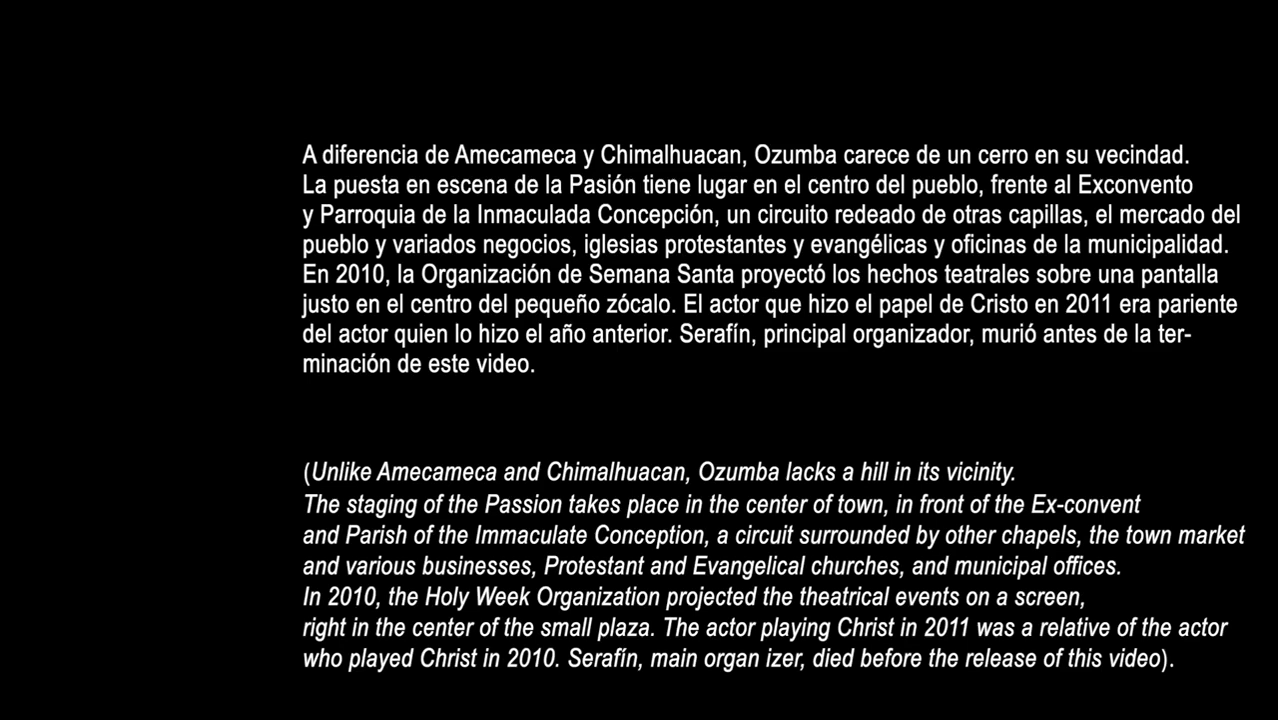 A diferencia de Amecameca y Chimalhuacan, Ozumba carece de un cerro en su vecindad.
La puesta en escena de la Pasión tiene lugar en el centro del pueblo, frente al Exconvento
y Parroquia de la Inmaculada Concepción, un circuito redeado de otras capillas, el mercado del
pueblo y variados negocios, iglesias protestantes y evangélicas y oficinas de la municipalidad.
En 2010, la Organización de Semana Santa proyectó los hechos teatrales sobre una pantalla
justo en el centro del pequeño zócalo. El actor que hizo el papel de Cristo en 2011 era pariente
del actor quien lo hizo el año anterior. Serafín, principal organizador, murió antes de la ter-
minación de este video.
(Unlike Amecameca and Chimalhuacan, Ozumba lacks a hill in its vicinity.
The staging of the Passion takes place in the center of town, in front of the Ex-convent
and Parish of the Immaculate Conception, a circuit surrounded by other chapels, the town market
and various businesses, Protestant and Evangelical churches, and municipal offices.
In 2010, the Holy Week Organization projected the theatrical events on a screen,
right in the center of the small plaza. The actor playing Christ in 2011 was a relative of the actor
who played Christ in 2010. Serafín, main organ izer, died before the release of this video).